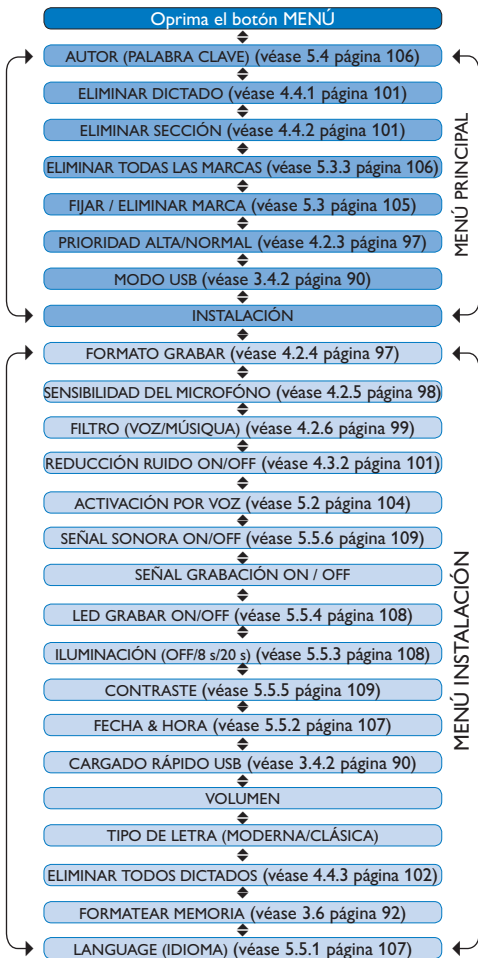 Oprima el botón MENÚ
AUTOR (PALABRA CLAVE) (véase 5.4 página 106)
ELIMINAR DICTADO (véase 4.4.1 página 101)
ELIMINAR SECCIÓN (véase 4.4.2 página 101)
ELIMINAR TODAS LAS MARCAS (véase 5.3.3 página 106)
FIJAR / ELIMINAR MARCA (véase 5.3 página 105)
PRIORIDAD ALTA/NORMAL (véase 4.2.3 página 97)
MODO USB (véase 3.4.2 página 90)
INSTALACIÓN
MENÚ PRINCIPAL
FORMATO GRABAR (véase 4.2.4 página 97)
SENSIBILIDAD DEL MICROFÓNO (véase 4.2.5 página 98)
FILTRO (VOZ/MÚSIQUA) (véase 4.2.6 página 99)
REDUCCIÓN RUIDO ON/OFF (véase 4.3.2 página 101)
ACTIVACIÓN POR VOZ (véase 5.2 página 104)
SEÑAL SONORA ON/OFF (véase 5.5.6 página 109)
SEÑAL GRABACIÓN ON / OFF
LED GRABAR ON/OFF (véase 5.5.4 página 108)
ILUMINACIÓN (OFF/8 s/20 s) (véase 5.5.3 página 108)
CONTRASTE (véase 5.5.5 página 109)
FECHA & HORA (véase 5.5.2 página 107)
CARGADO RÁPIDO USB (véase 3.4.2 página 90)
VOLUMEN
TIPO DE LETRA (MODERNA/CLÁSICA)
ELIMINAR TODOS DICTADOS (véase 4.4.3 página 102)
FORMATEAR MEMORIA (véase 3.6 página 92)
LANGUAGE (IDIOMA) (véase 5.5.1 página 107)
MENÚ INSTALACIÓN